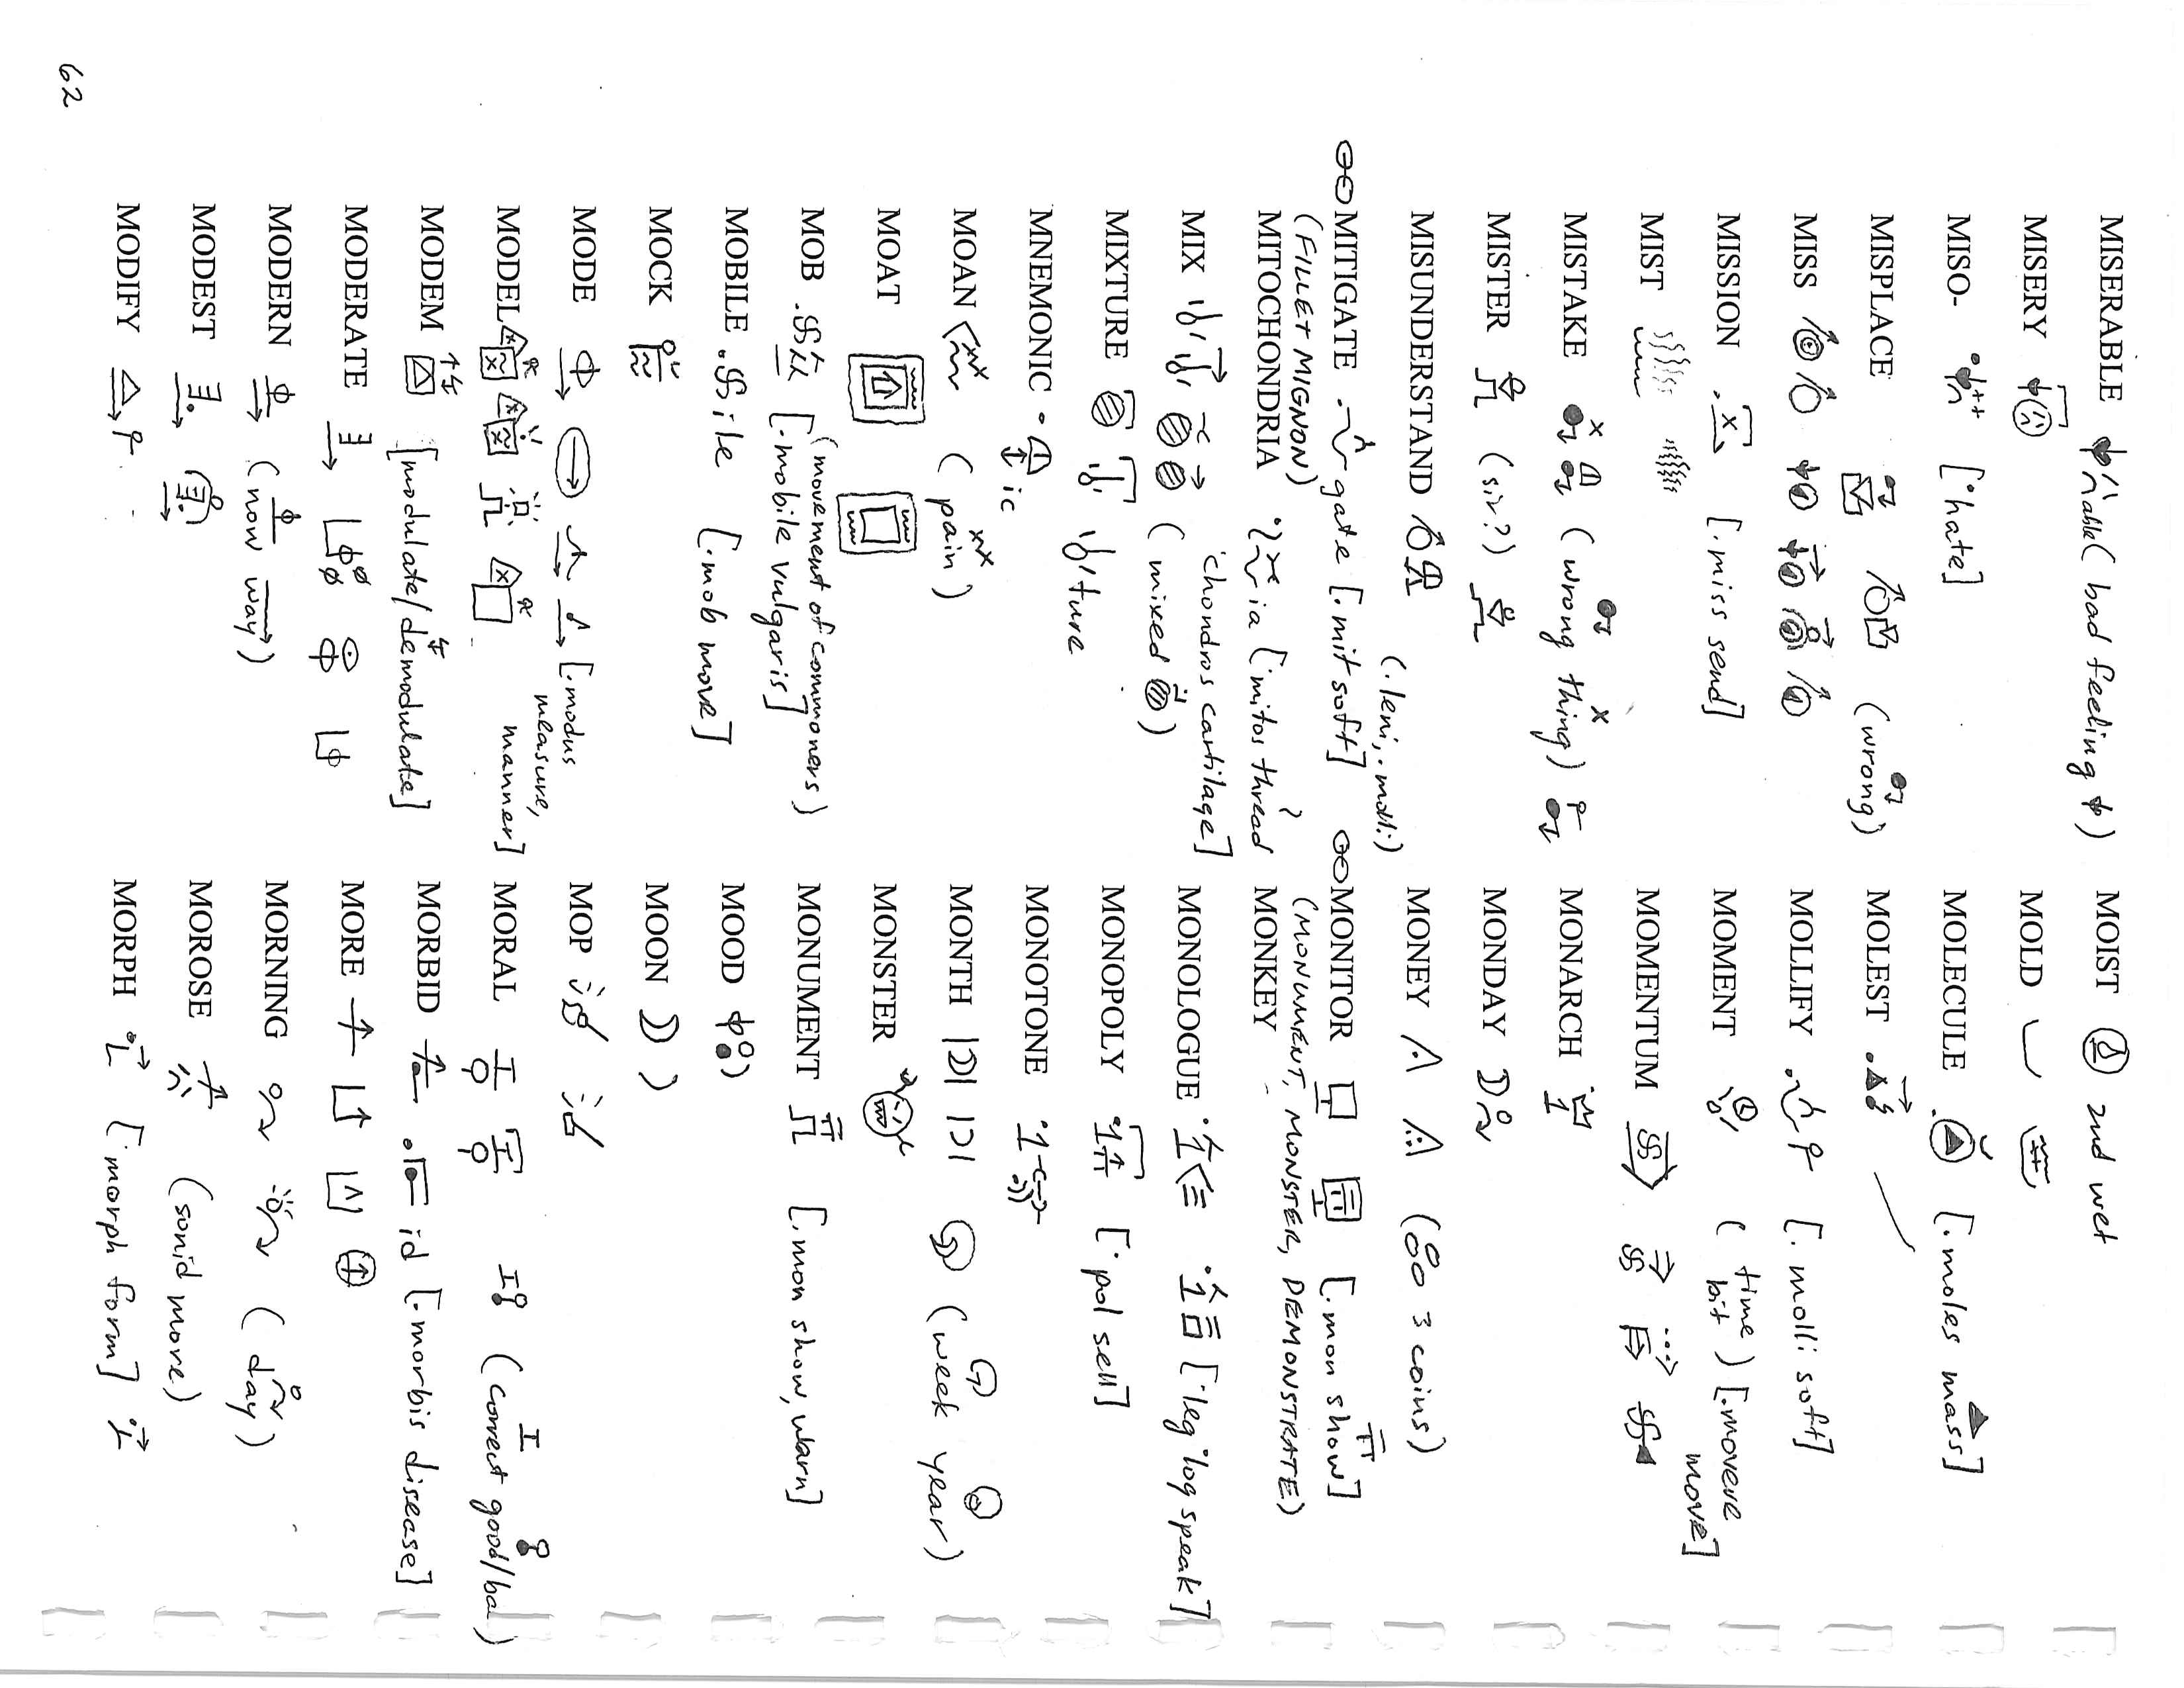 MISERABLE able (bad feeling)
MISERY
MISO- [˙hate]
MISPLACE (wrong)
MISS
MISSION [.miss send]
MIST
MISTAKE (wrong thing)
MISTER (sir?)
MISUNDERSTAND
(.leni, .molli)
MITIGATE gate [.mit soft]
(FILLET MIGNON)
MITOCHONDRIA ia [˙mitos thread
˙chondros cartilage]
MIX (mixed)
MIXTURE ture
MNEMONIC ic
MOAN (pain)
MOAT
(movement of commoners)
MOB [.mobile vulgaris]
MOBILE ile [.mob move]
MOCK
MODE [.modus
measure,
manner]
MODEL
MODEM [modulate/demodulate]
MODERATE
MODERN (now way)
MODEST
MODIFY
MOIST 2nd wet
MOLD
MOLECULE [.moles mass]
MOLEST
MOLLIFY [.molli soft]
MOMENT (time bit) [.movere
move]
MOMENTUM
MONARCH
MONDAY
MONEY (3 coins)
MONITOR [.mon show]
(MONUMENT, MONSTER, DEMONSTRATE)
MONKEY
MONOLOGUE [˙leg ˙log speak]
MONOPOLY [˙pol sell]
MONOTONE
MONTH (week year)
MONSTER
MONUMENT [.mon show, warn]
MOOD
MOON
MOP
MORAL (correct good/bad)
MORBID id [.morbis disease]
MORE
MORNING (day)
MOROSE (sonid more)
MORPH [˙morph form]
62